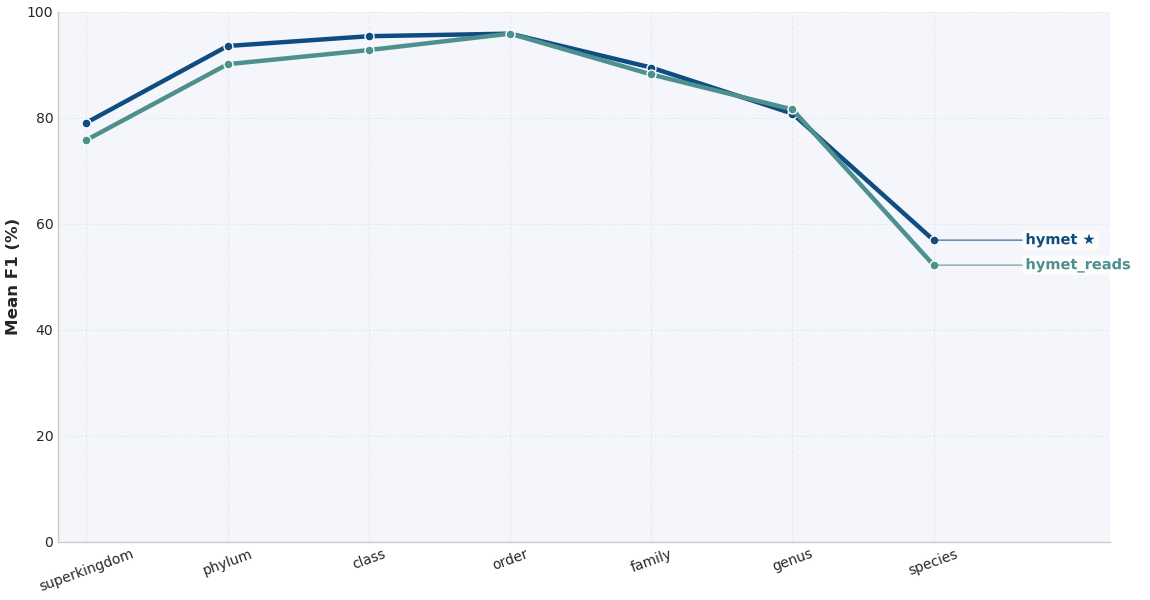 Mean F1 (%)
100
80
60
40
20
0
hymet ★
hymet_reads
superkingdom
phylum
class
order
family
genus
species